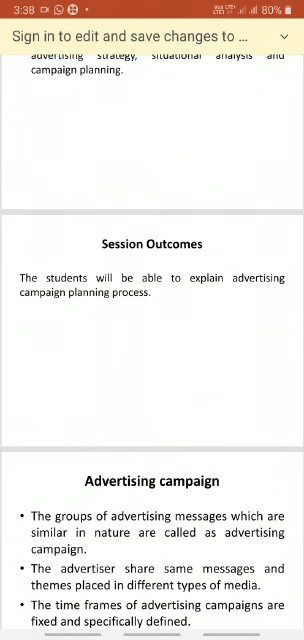 3:38
80%
Sign in to edit and save changes to ...
advertising strategy, situational analysis and
campaign planning.
Session Outcomes
The students will be able to explain advertising
campaign planning process.
Advertising campaign
• The groups of advertising messages which are
similar in nature are called as advertising
campaign.
• The advertiser share same messages and
themes placed in different types of media.
• The time frames of advertising campaigns are
fixed and specifically defined.